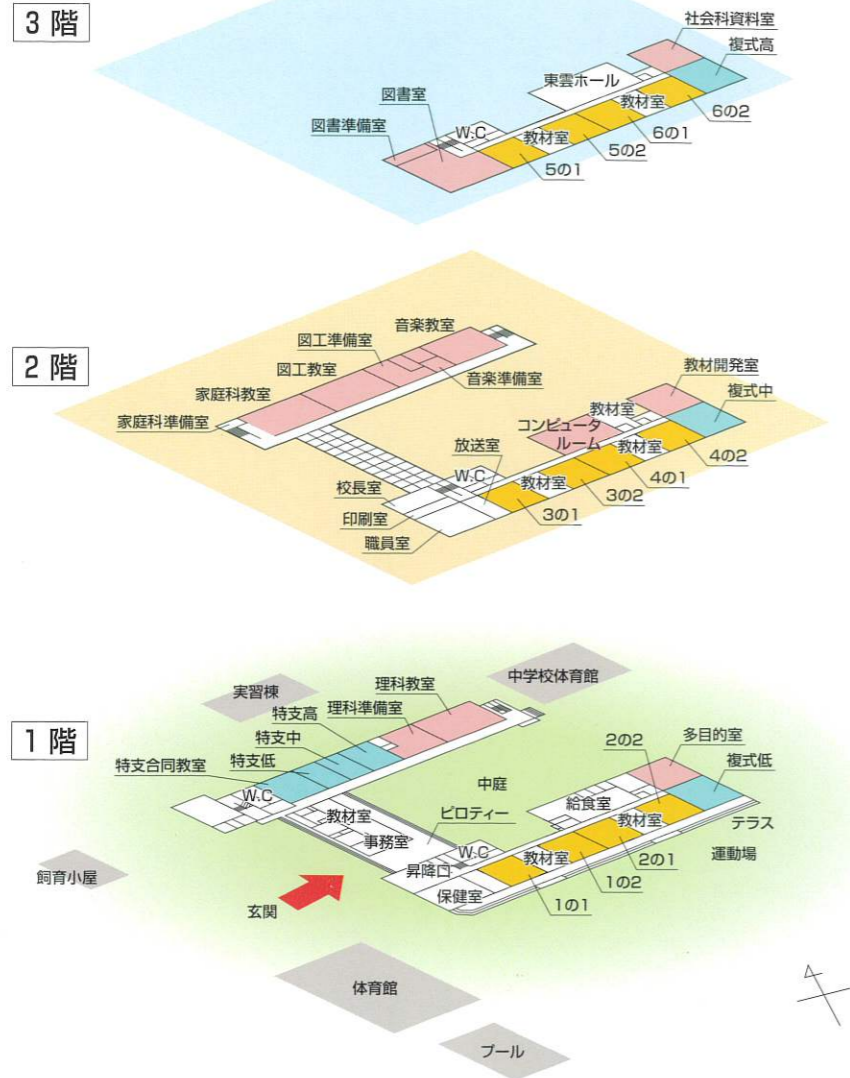 3階
社会科資料室
複式高
東雲ホール
図書室
教材室
6の2
図書準備室
W.C
教材室
6の1
5の2
5の1
2階
音楽教室
図工準備室
図工教室
音楽準備室
教材開発室
家庭科教室
教材室
複式中
家庭科準備室
コンピュータ
ルーム
放送室
教材室
4の2
W.C
4の1
校長室
教材室
3の2
印刷室
3の1
職員室
1階
中学校体育館
実習棟
理科教室
特支高
理科準備室
特支中
2の2
多目的室
特支合同教室
特支低
中庭
複式低
W.C
給食室
教材室
ピロティー
教材室
テラス
事務室
W.C
2の1
運動場
昇降口
教材室
1の2
飼育小屋
保健室
1の1
玄関
体育館
プール